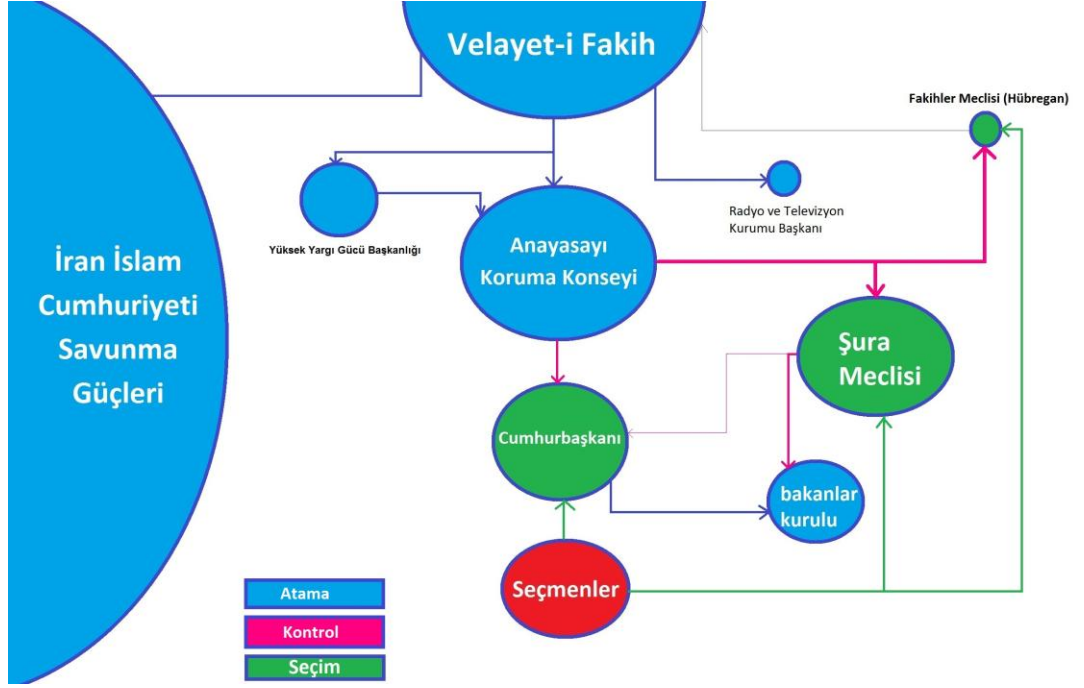 Velayet-i Fakih
Fakihler Meclisi (Hübregan)
Radyo ve Televizyon
Kurumu Başkanı
Yüksek Yargı Gücü Başkanlığı
Anayasayı
Koruma Konseyi
İran İslam
Cumhuriyeti
Savunma
Güçleri
Şura
Meclisi
Cumhurbaşkanı
bakanlar
kurulu
Seçmenler
Atama
Kontrol
Seçim